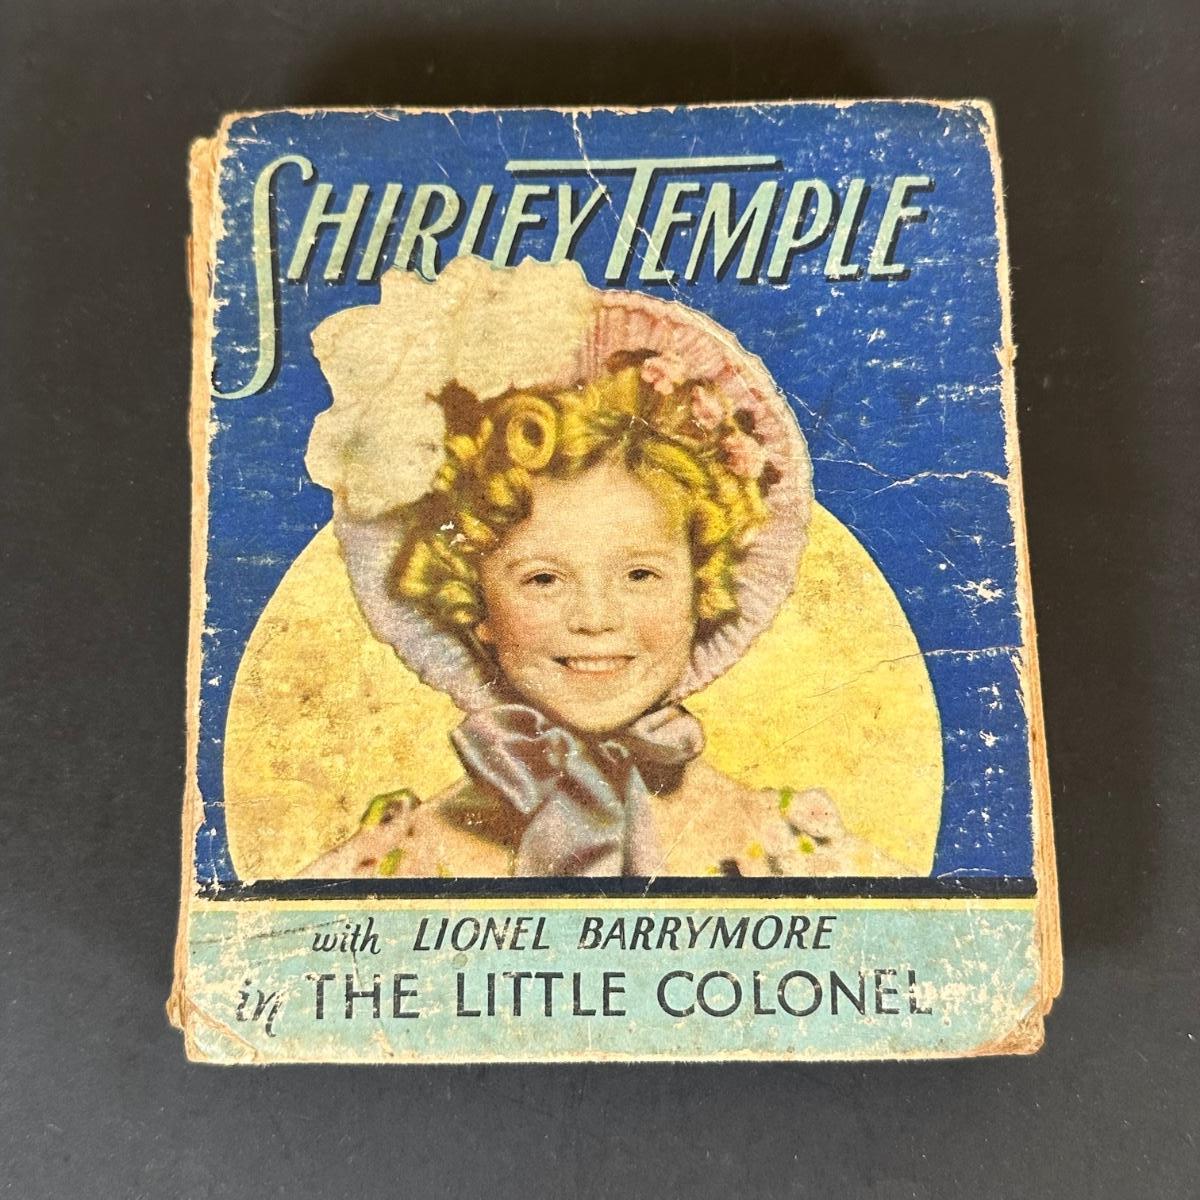 SHIRLEY TEMPLE
with LIONEL BARRYMORE
in THE LITTLE COLONEL